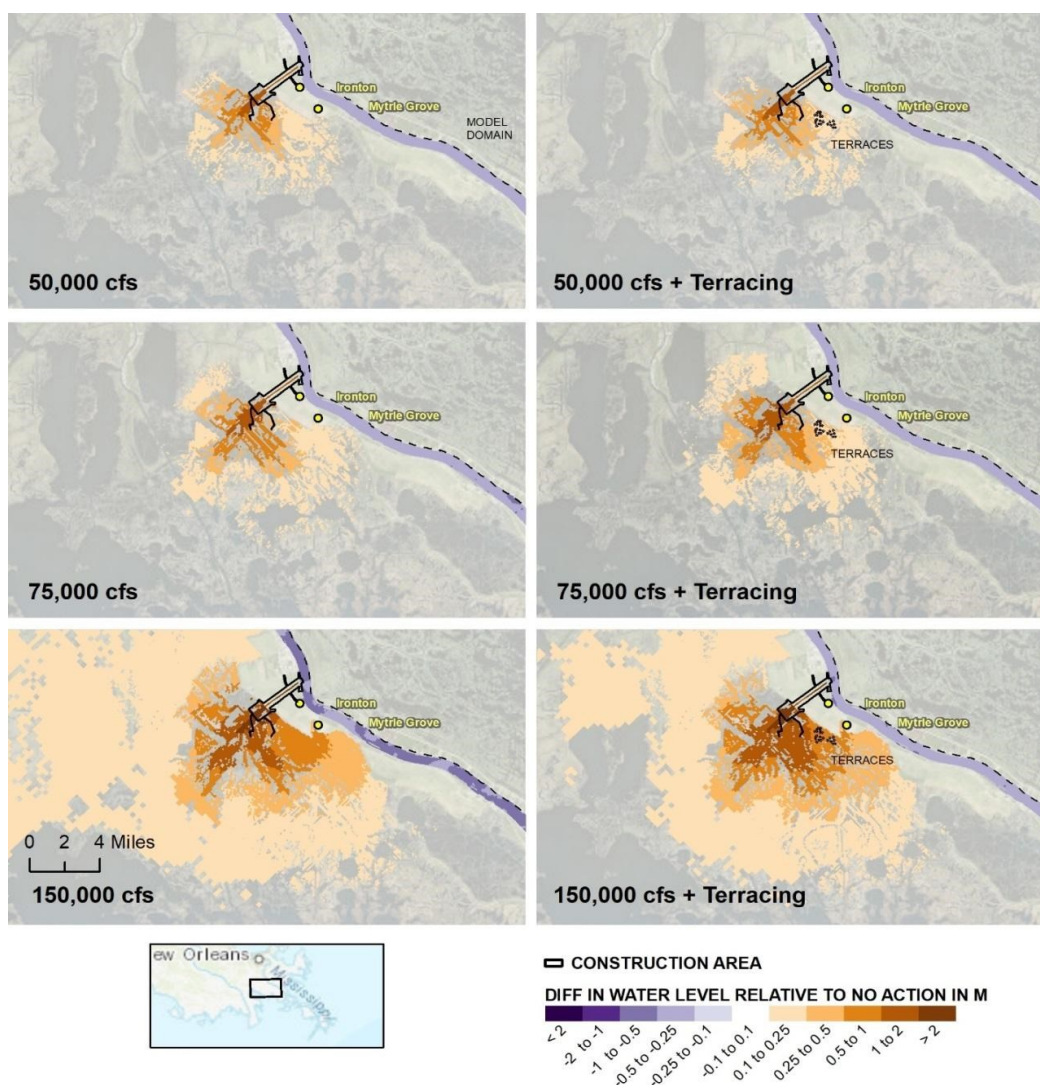 Ironton
Mytrle Grove
MODEL
DOMAIN
50,000 cfs
Ironton
Mytrle Grove
TERRACES
50,000 cfs + Terracing
Ironton
Mytrle Grove
75,000 cfs
Ironton
Mytrle Grove
TERRACES
75,000 cfs + Terracing
Ironton
Mytrle Grove
0 2 4 Miles
150,000 cfs
Ironton
Mytrle Grove
TERRACES
150,000 cfs + Terracing
ew Orleans
Mississippi
CONSTRUCTION AREA
DIFF IN WATER LEVEL RELATIVE TO NO ACTION IN M
< 2
-2 to -1
-1 to -0.5
-0.5 to -0.25
-0.25 to -0.1
-0.1 to 0.1
0.1 to 0.25
0.25 to 0.5
0.5 to 1
1 to 2
> 2